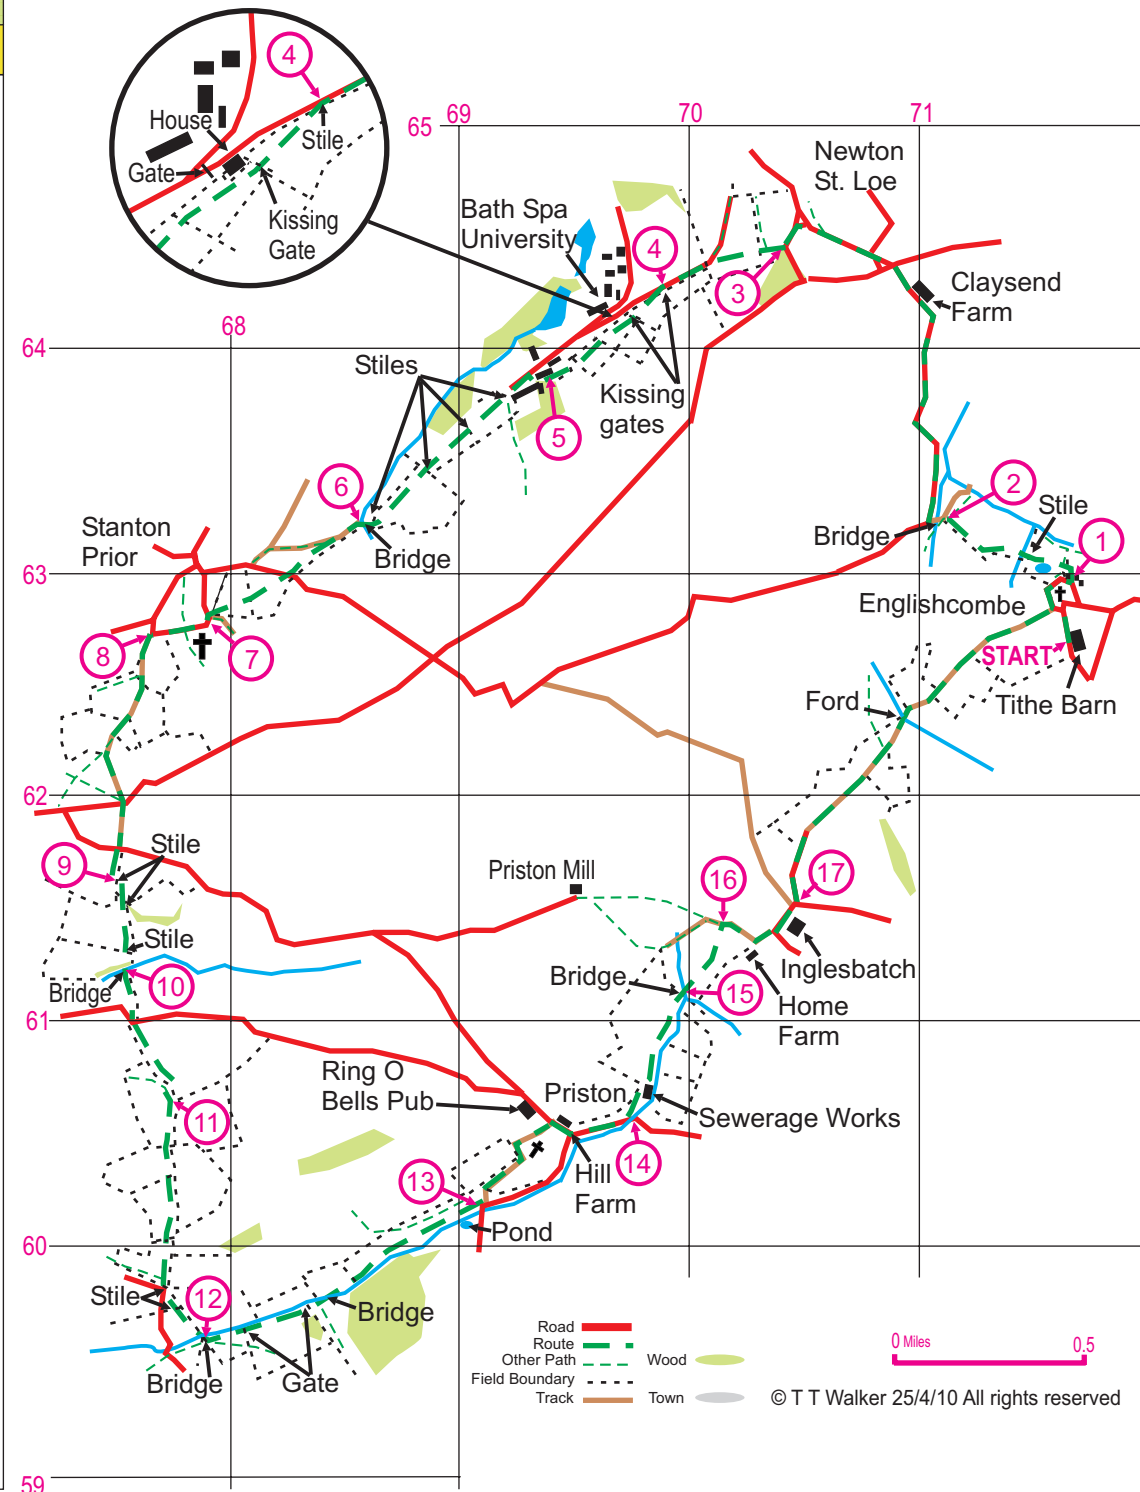 4
House
Stile
Gate
Kissing
Gate
65
69
70
71
Newton
St. Loe
Bath Spa
University
4
3
Claysend
Farm
68
64
Stiles
Kissing
gates
5
6
2
Stile
Stanton
Prior
Bridge
Bridge
1
63
Englishcombe
8
7
START
Ford
Tithe Barn
62
Stile
9
Priston Mill
16
17
Stile
Bridge
10
Bridge
15
Inglesbatch
Home
Farm
61
Ring O
Bells Pub
Priston
Sewerage Works
11
14
13
Hill
Farm
Pond
60
Stile
12
Bridge
Bridge
Gate
Road
Route
Other Path
Field Boundary
Track
Wood
Town
0 Miles
0.5
© T T Walker 25/4/10 All rights reserved
59